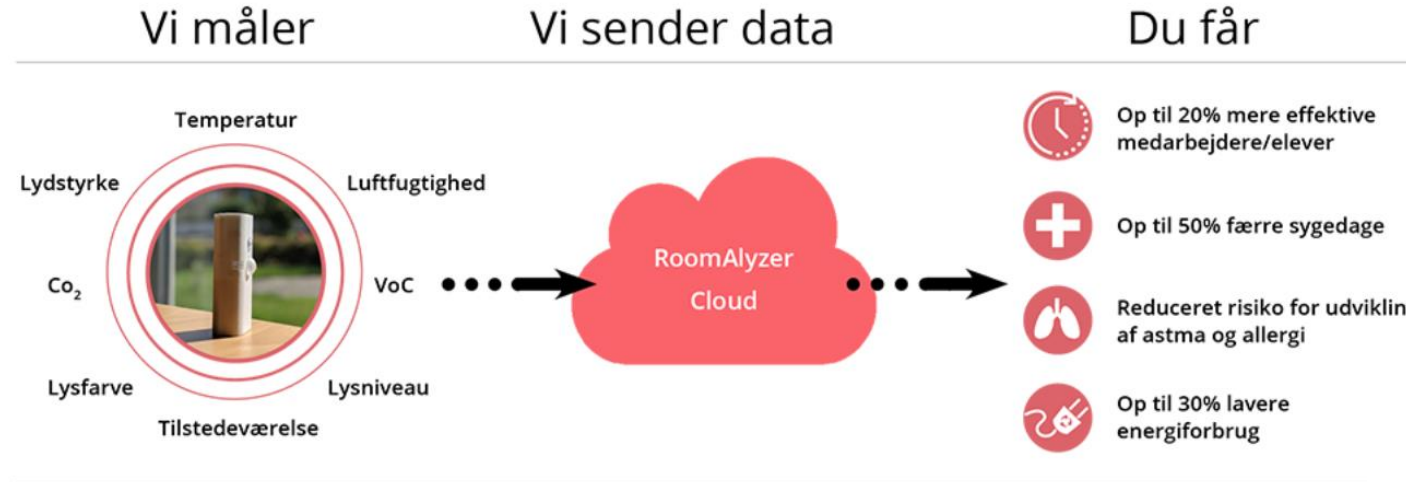 Vi måler
Vi sender data
Du får
Temperatur
Lydstyrke
Luftfugtighed
Co₂
VoC
Lysfarve
Lysniveau
Tilstedeværelse
RoomAlyzer
Cloud
Op til 20% mere effektive
medarbejdere/elever
Op til 50% færre sygedage
Reduceret risiko for udviklin
af astma og allergi
Op til 30% lavere
energiforbrug